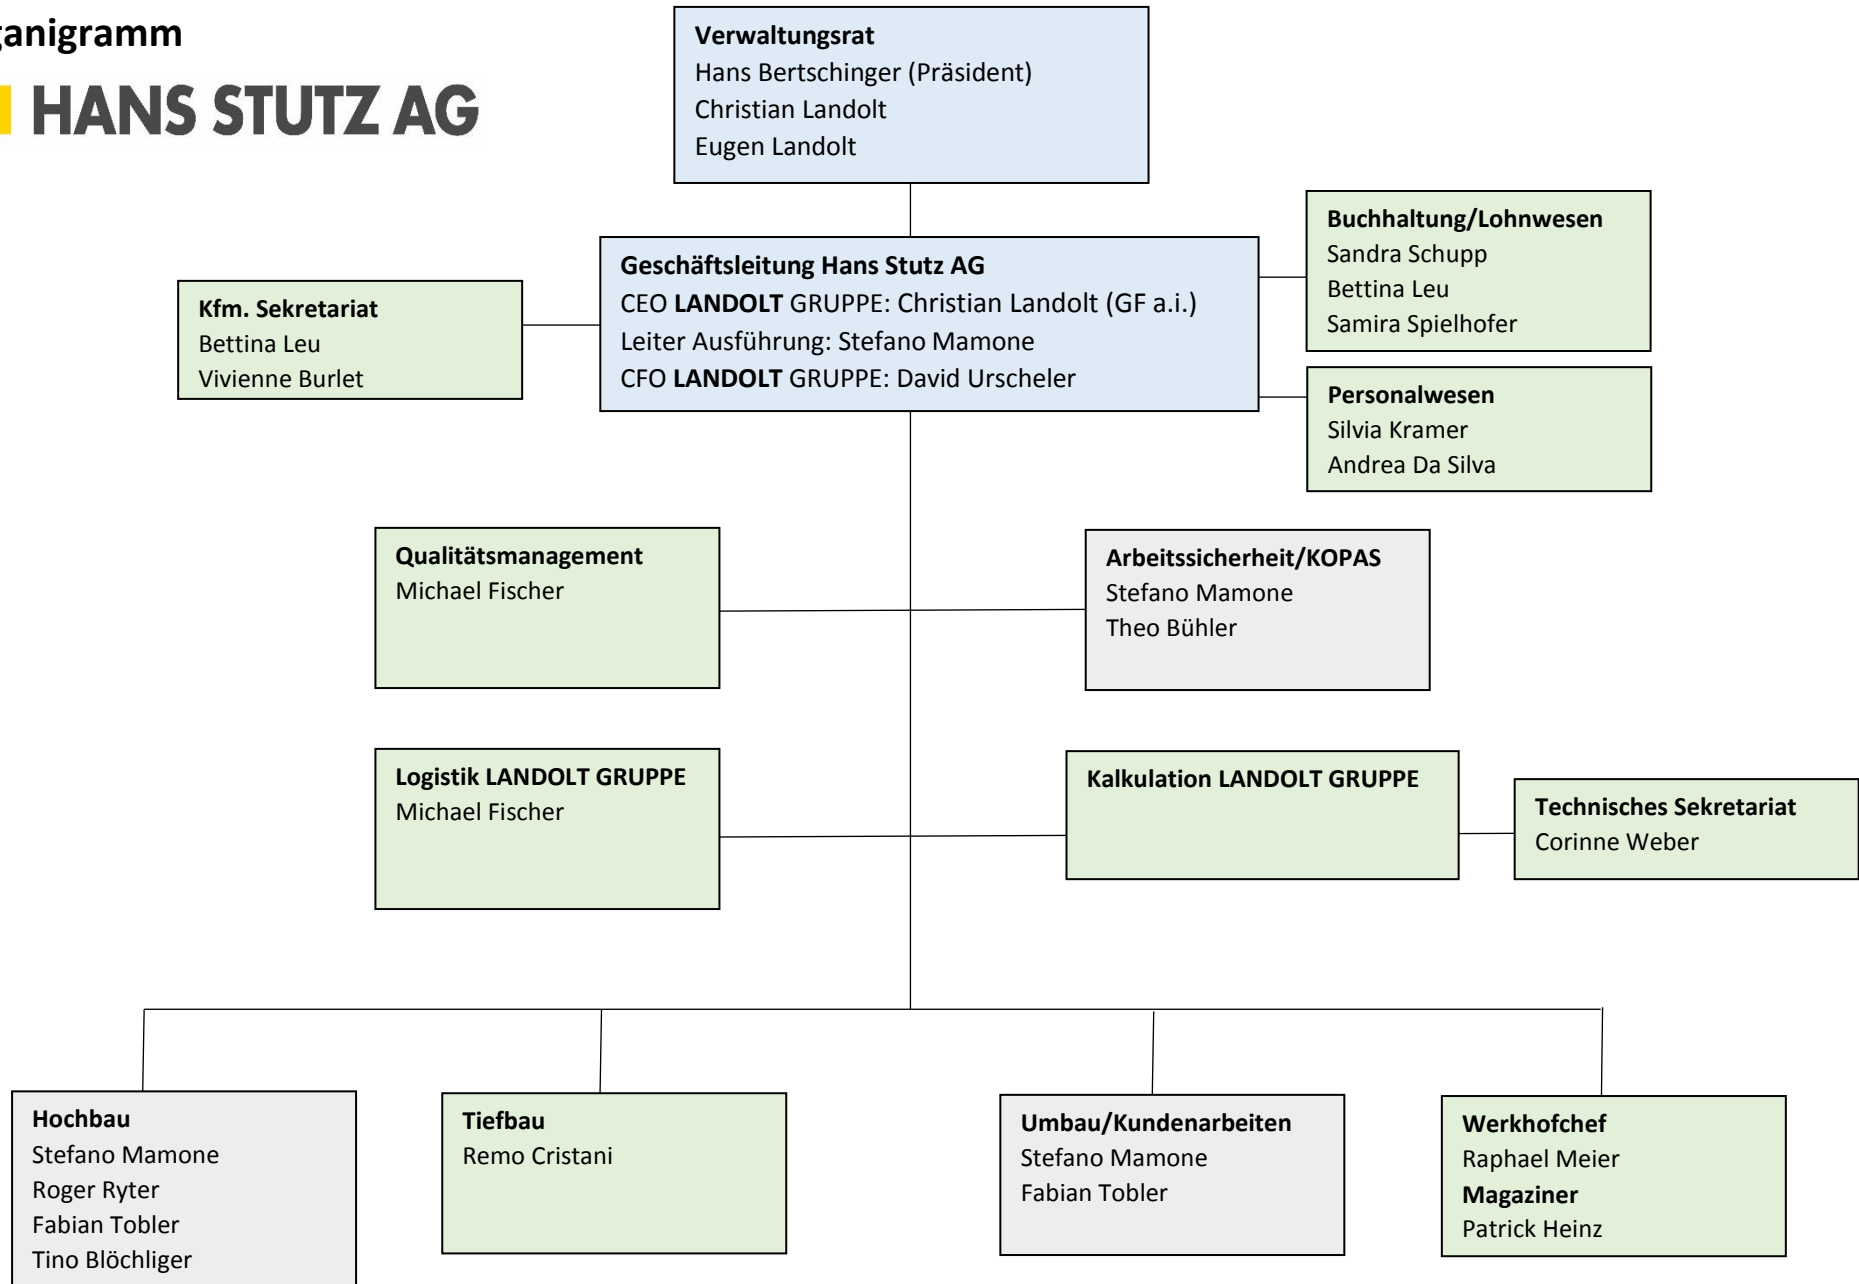 ganigramm
HANS STUTZ AG
Verwaltungsrat
Hans Bertschinger (Präsident)
Christian Landolt
Eugen Landolt
Geschäftsleitung Hans Stutz AG
CEO LANDOLT GRUPPE: Christian Landolt (GF a.i.)
Leiter Ausführung: Stefano Mamone
CFO LANDOLT GRUPPE: David Urscheler
Buchhaltung/Lohnwesen
Sandra Schupp
Bettina Leu
Samira Spielhofer
Kfm. Sekretariat
Bettina Leu
Vivienne Burlet
Personalwesen
Silvia Kramer
Andrea Da Silva
Qualitätsmanagement
Michael Fischer
Arbeitssicherheit/KOPAS
Stefano Mamone
Theo Bühler
Logistik LANDOLT GRUPPE
Michael Fischer
Kalkulation LANDOLT GRUPPE
Technisches Sekretariat
Corinne Weber
Hochbau
Stefano Mamone
Roger Ryter
Fabian Tobler
Tino Blöchliger
Tiefbau
Remo Cristani
Umbau/Kundenarbeiten
Stefano Mamone
Fabian Tobler
Werkhofchef
Raphael Meier
Magaziner
Patrick Heinz